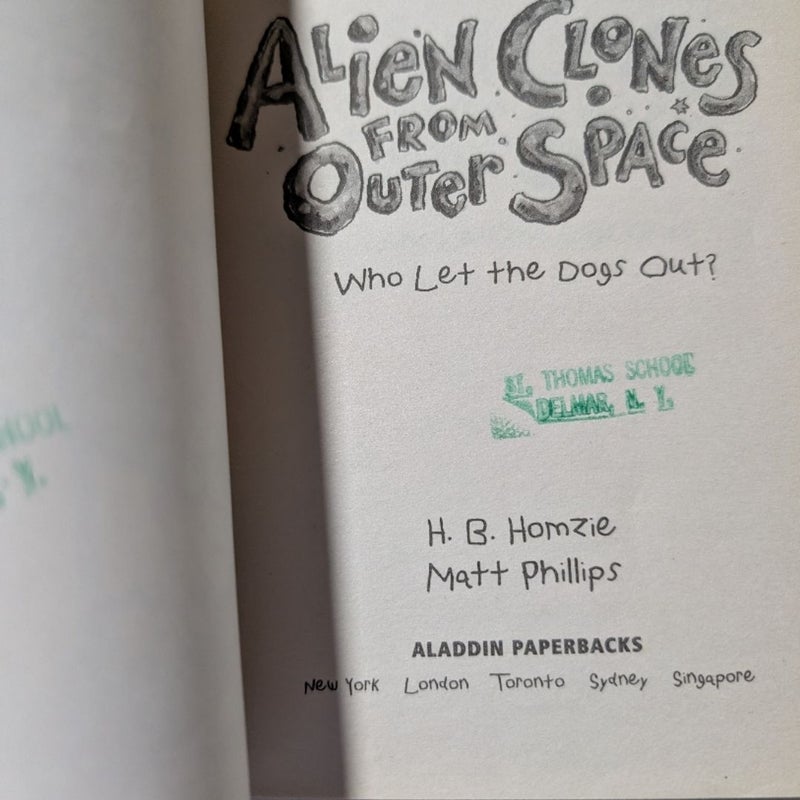 ALieN CLoNes
FROM
OuTer SPAce
Who Let the Dogs Out?
ST. THOMAS SCHOOL
DELMAR, N. Y.
H. B. Homzie
Matt Phillips
ALADDIN PAPERBACKS
New York London Toronto Sydney Singapore
HOOL
Y.